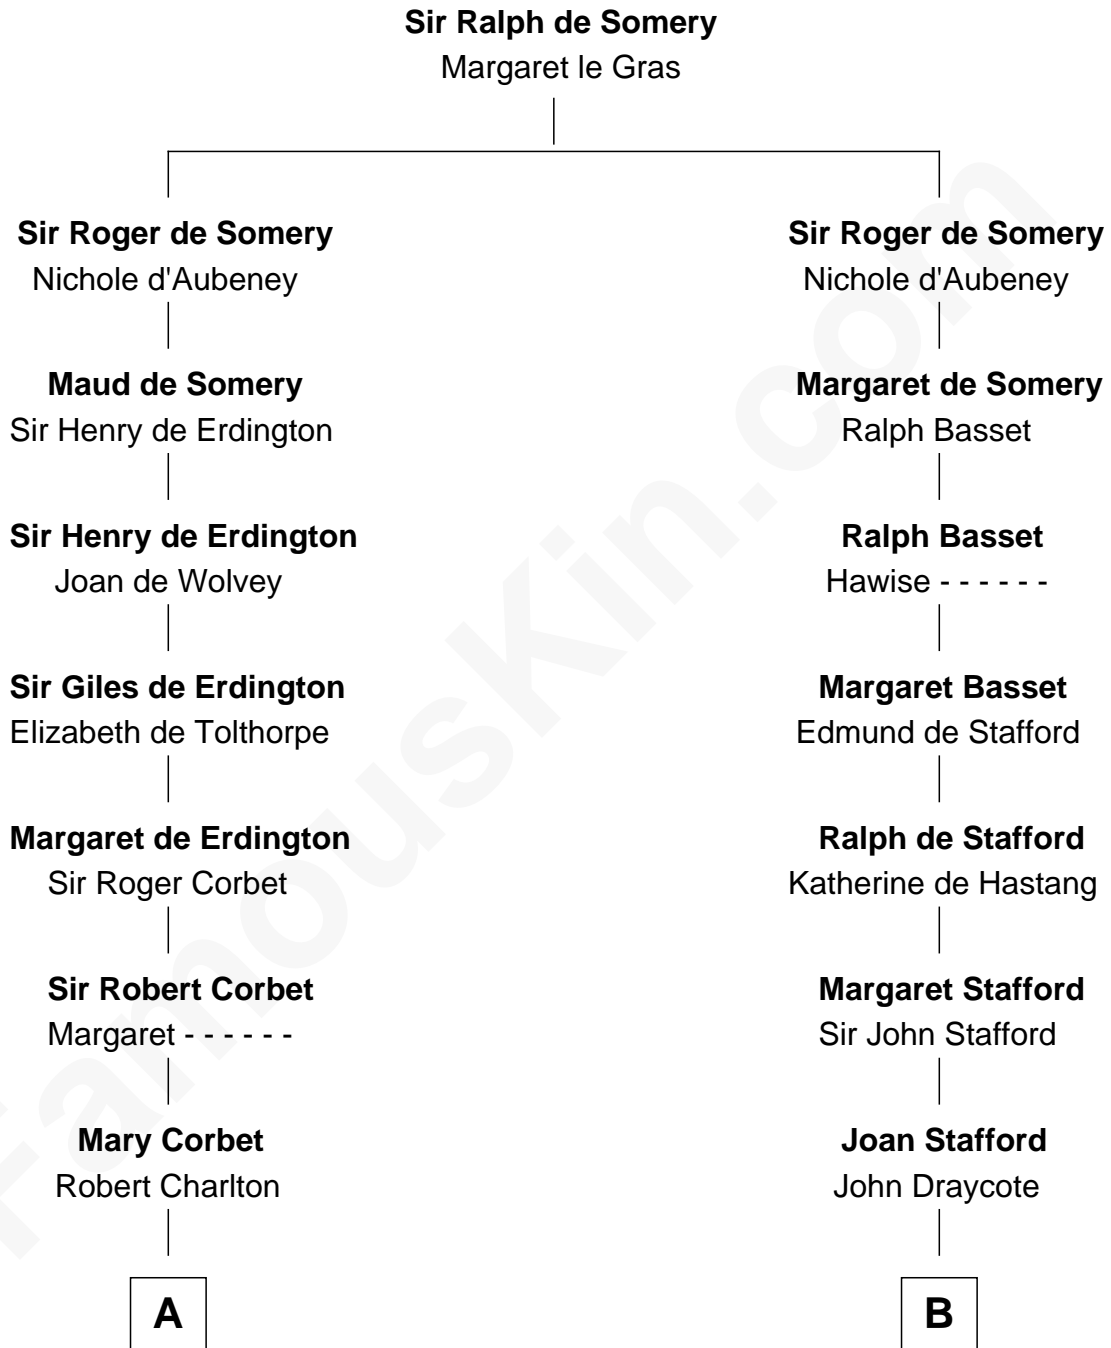 Sir Ralph de Somery
Margaret le Gras
Sir Roger de Somery
Nichole d'Aubeney
Maud de Somery
Sir Henry de Erdington
Sir Henry de Erdington
Joan de Wolvey
Sir Giles de Erdington
Elizabeth de Tolthorpe
Margaret de Erdington
Sir Roger Corbet
Sir Robert Corbet
Margaret - - - - - -
Mary Corbet
Robert Charlton
A
Sir Roger de Somery
Nichole d'Aubeney
Margaret de Somery
Ralph Basset
Ralph Basset
Hawise - - - - - -
Margaret Basset
Edmund de Stafford
Ralph de Stafford
Katherine de Hastang
Margaret Stafford
Sir John Stafford
Joan Stafford
John Draycote
B
FamousKin.com